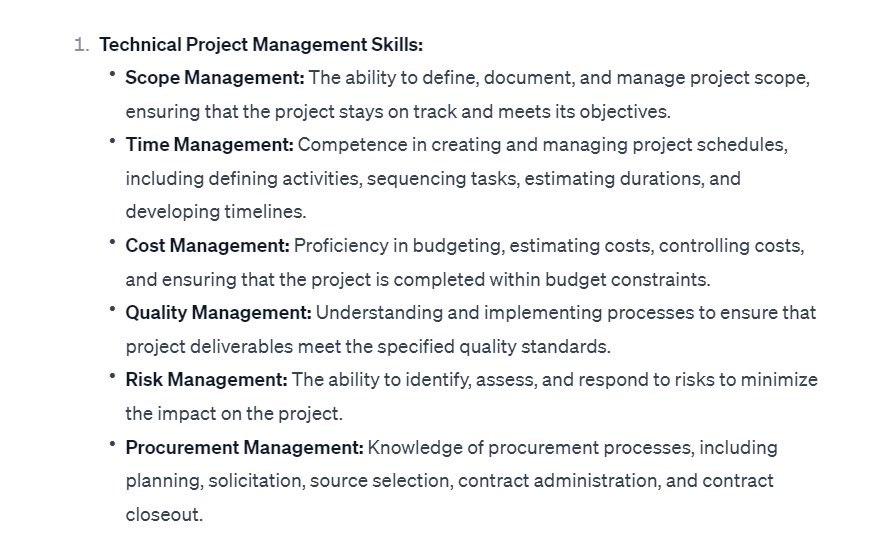 1. Technical Project Management Skills:
• Scope Management: The ability to define, document, and manage project scope,
ensuring that the project stays on track and meets its objectives.
• Time Management: Competence in creating and managing project schedules,
including defining activities, sequencing tasks, estimating durations, and
developing timelines.
• Cost Management: Proficiency in budgeting, estimating costs, controlling costs,
and ensuring that the project is completed within budget constraints.
• Quality Management: Understanding and implementing processes to ensure that
project deliverables meet the specified quality standards.
• Risk Management: The ability to identify, assess, and respond to risks to minimize
the impact on the project.
• Procurement Management: Knowledge of procurement processes, including
planning, solicitation, source selection, contract administration, and contract
closeout.